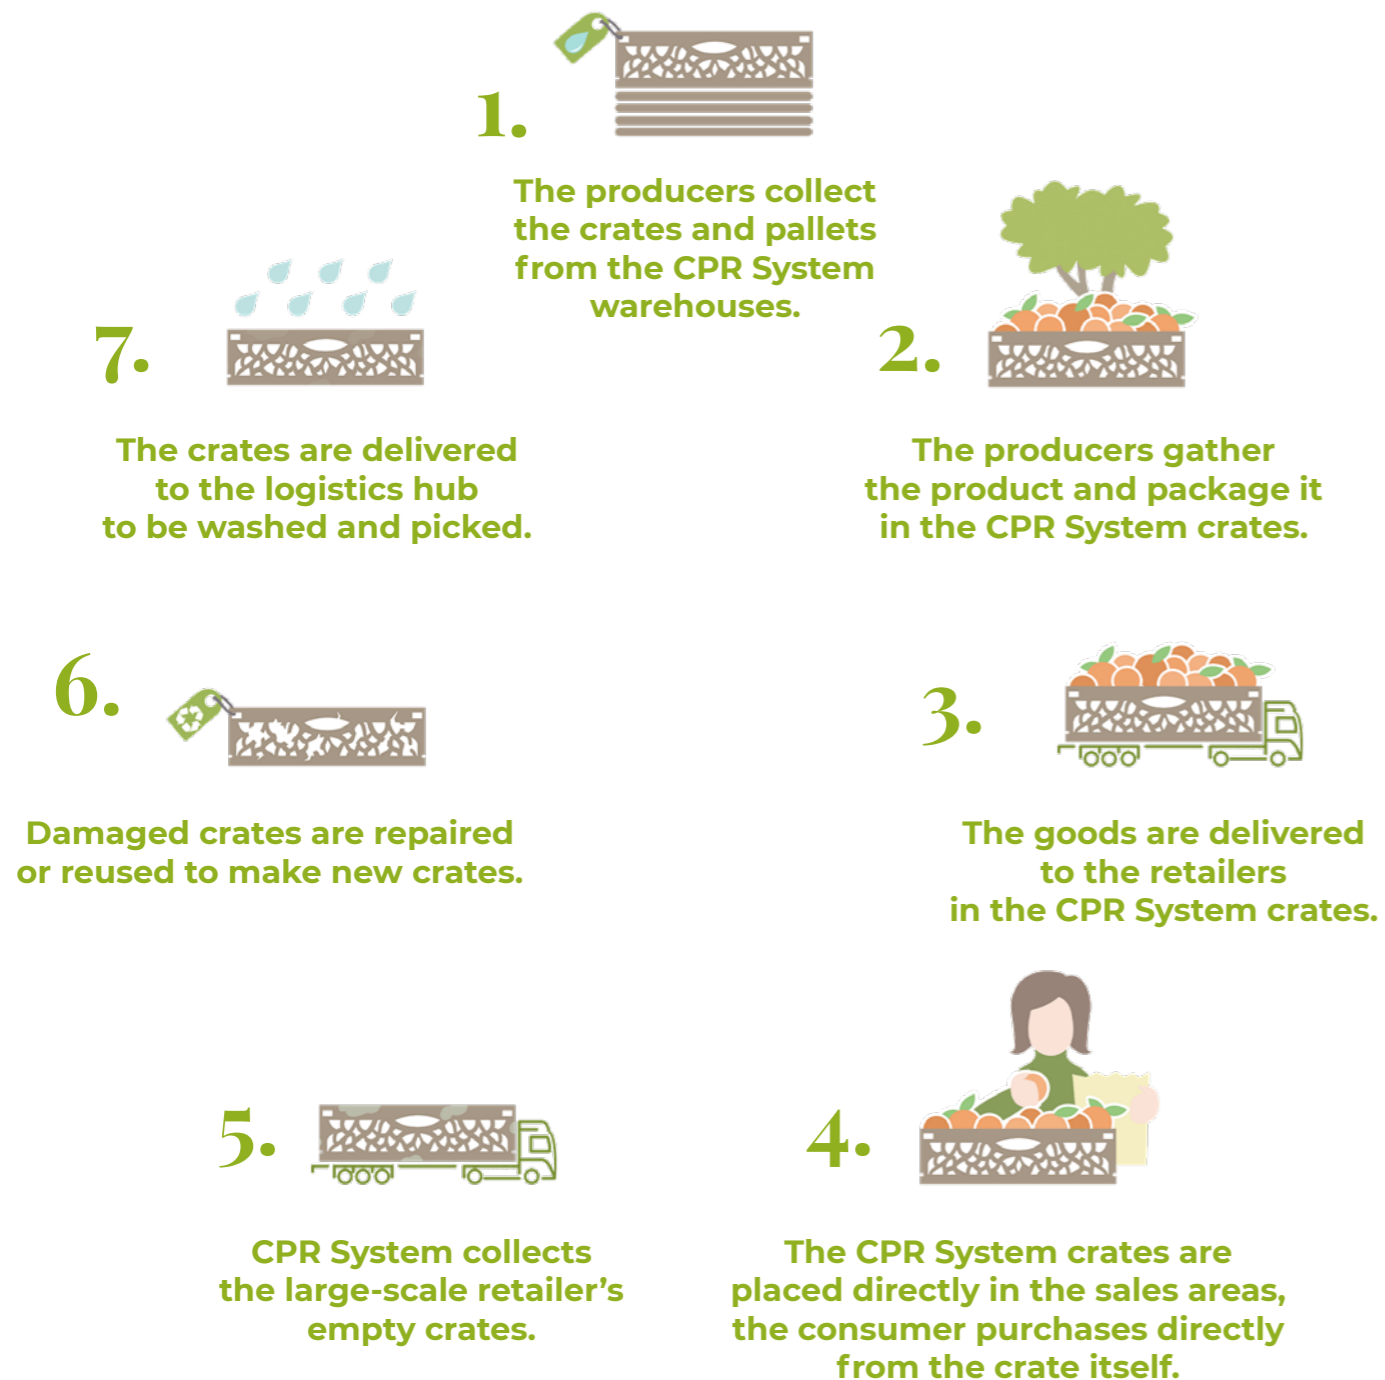 1.
The producers collect
the crates and pallets
from the CPR System
warehouses.
2.
The producers gather
the product and package it
in the CPR System crates.
3.
The goods are delivered
to the retailers
in the CPR System crates.
4.
The CPR System crates are
placed directly in the sales areas,
the consumer purchases directly
from the crate itself.
5.
CPR System collects
the large-scale retailer’s
empty crates.
6.
Damaged crates are repaired
or reused to make new crates.
7.
The crates are delivered
to the logistics hub
to be washed and picked.